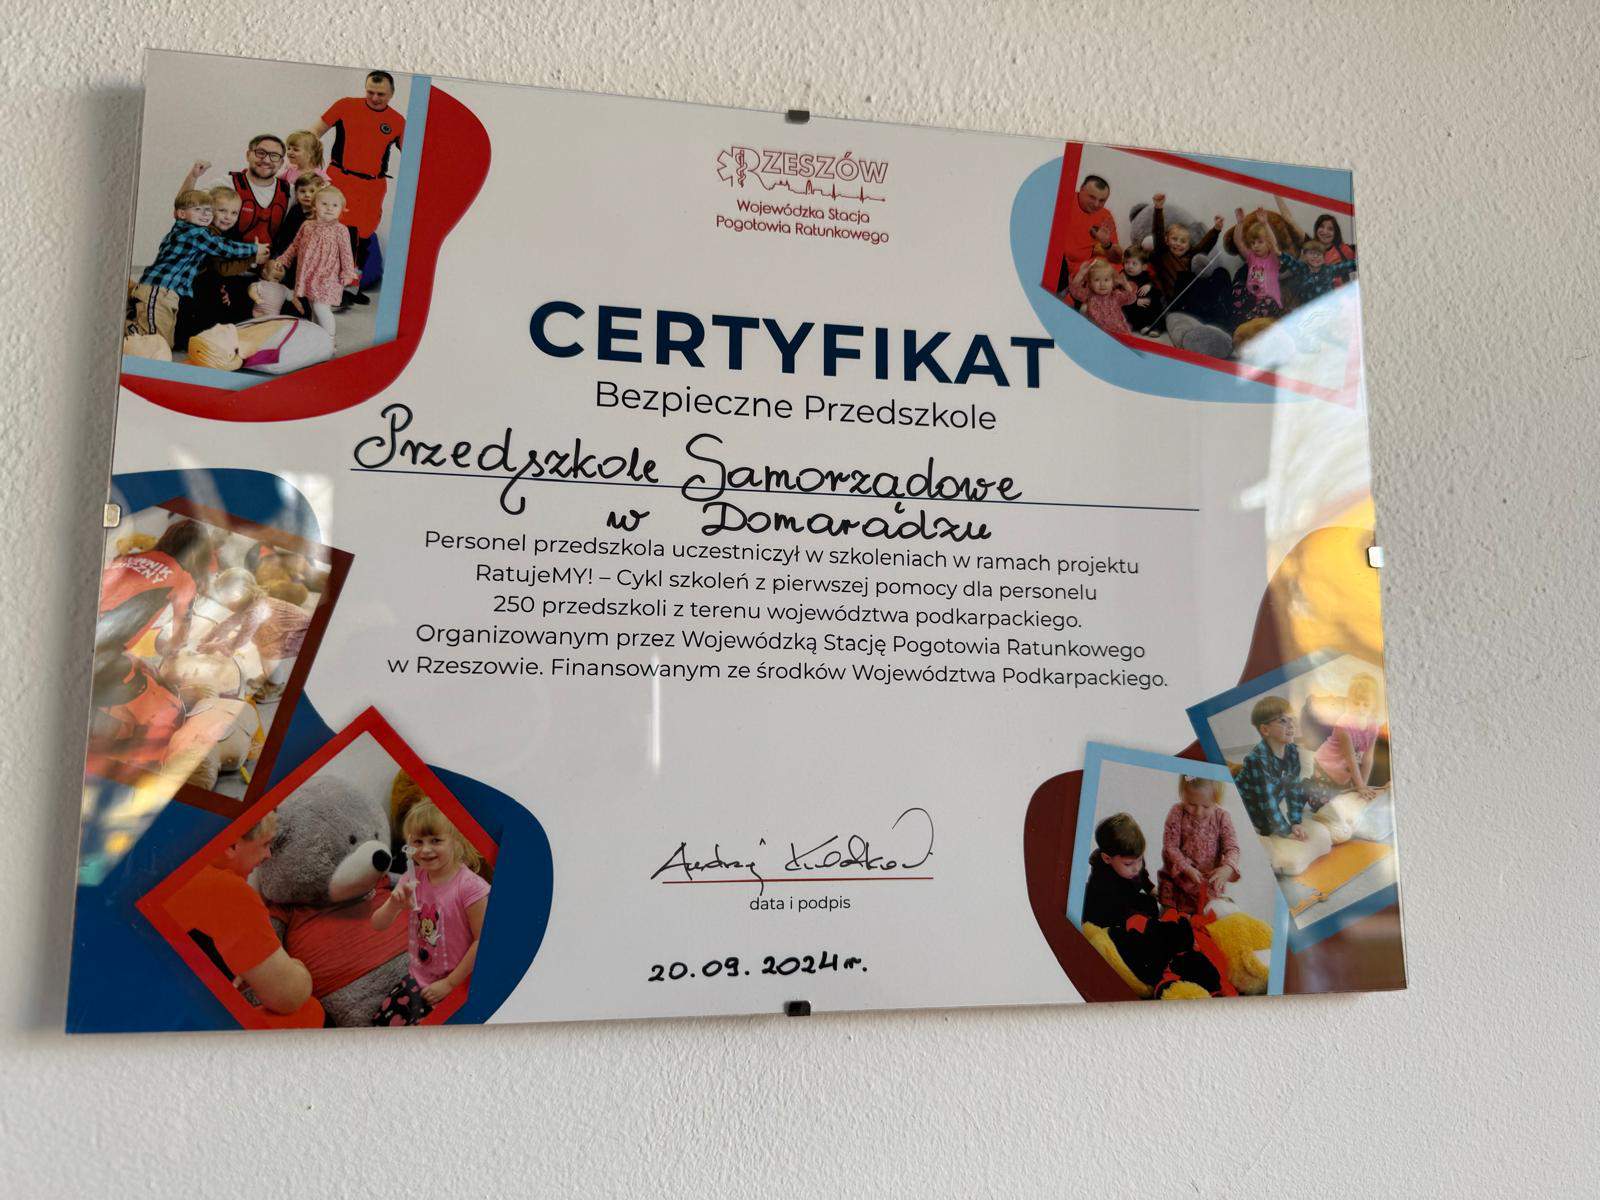 RZESZÓW
Wojewódzka Stacja
Pogotowia Ratunkowego
CERTYFIKAT
Bezpieczne Przedszkole
Przedszkole Samorządowe
w Domaradzu
Personel przedszkola uczestniczył w szkoleniach w ramach projektu
RatujeMY! – Cykl szkoleń z pierwszej pomocy dla personelu
250 przedszkoli z terenu województwa podkarpackiego.
Organizowanym przez Wojewódzką Stację Pogotowia Ratunkowego
w Rzeszowie. Finansowanym ze środków Województwa Podkarpackiego.
Andrzej
data i podpis
20.09.2024r.